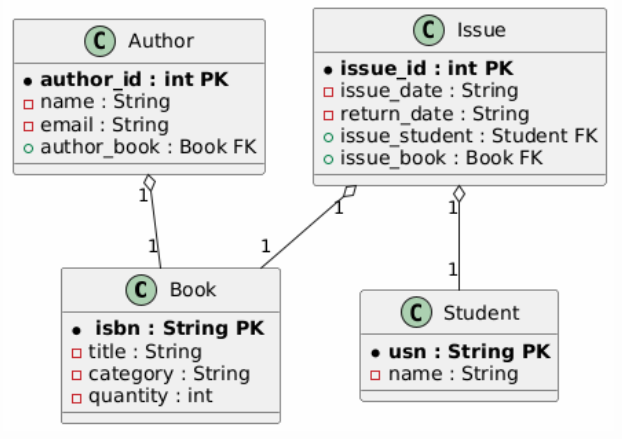 C Author
author_id : int PK
name : String
email : String
author_book : Book FK
C Issue
issue_id : int PK
issue_date : String
return_date : String
issue_student : Student FK
issue_book : Book FK
1
1
1
1
1
1
C Book
isbn : String PK
title : String
category : String
quantity : int
C Student
usn : String PK
name : String